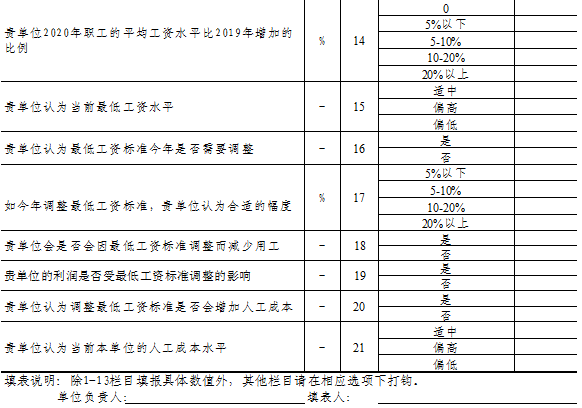 0
5%以下
贵单位2020年职工的平均工资水平比2019年增加的 % 14 5-10%
比例
10-20%
20%以上
适中
贵单位认为当前最低工资水平 - 15 偏高
偏低
贵单位认为最低工资标准今年是否需要调整 - 16 是
否
5%以下
如今年调整最低工资标准，贵单位认为合适的幅度 % 17 5-10%
10-20%
20%以上
贵单位会是否会因最低工资标准调整而减少用工 - 18 是
否
贵单位的利润是否受最低工资标准调整的影响 - 19 是
否
贵单位认为调整最低工资标准是否会增加人工成本 - 20 是
否
适中
贵单位认为当前本单位的人工成本水平 - 21 偏高
偏低
填表说明：除1-13栏目填报具体数值外，其他栏目请在相应选项下打钩。
单位负责人： 填表人：